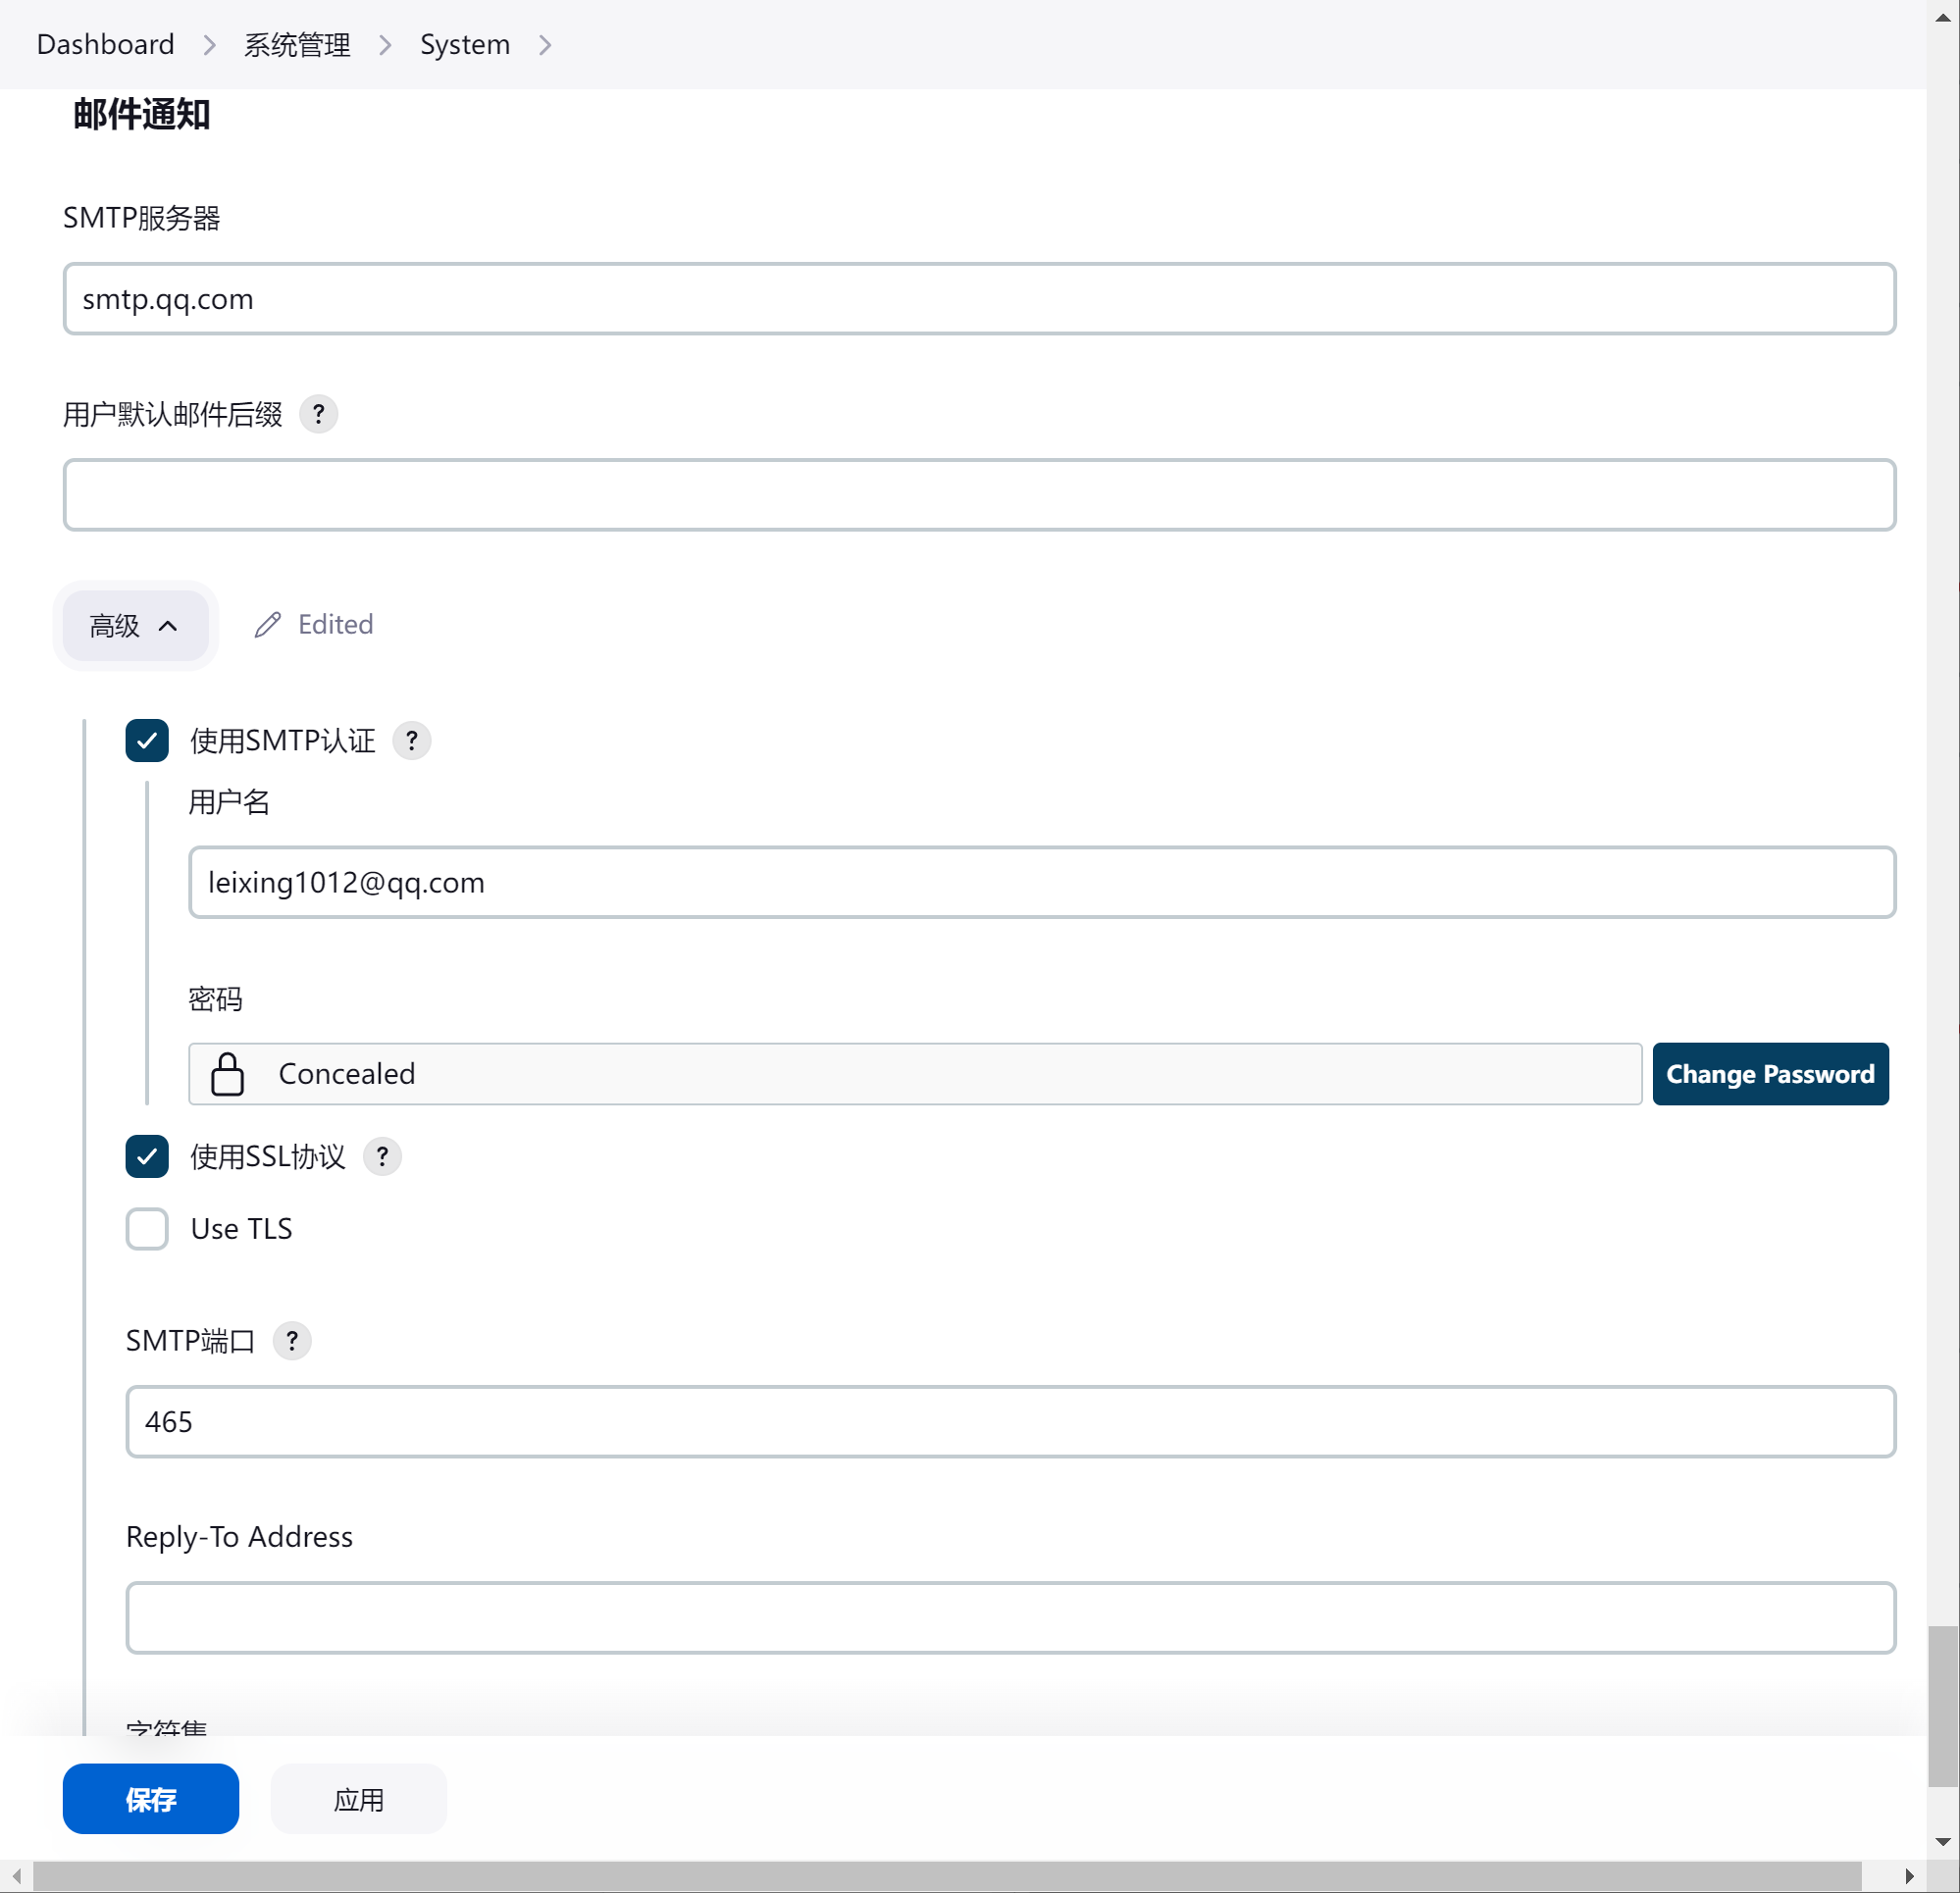 Dashboard > 系统管理 > System >
邮件通知
SMTP服务器
smtp.qq.com
用户默认邮件后缀 ?
高级 Edited
使用SMTP认证 ?
用户名
leixing1012@qq.com
密码
Concealed Change Password
使用SSL协议 ?
Use TLS
SMTP端口 ?
465
Reply-To Address
字符集
保存 应用